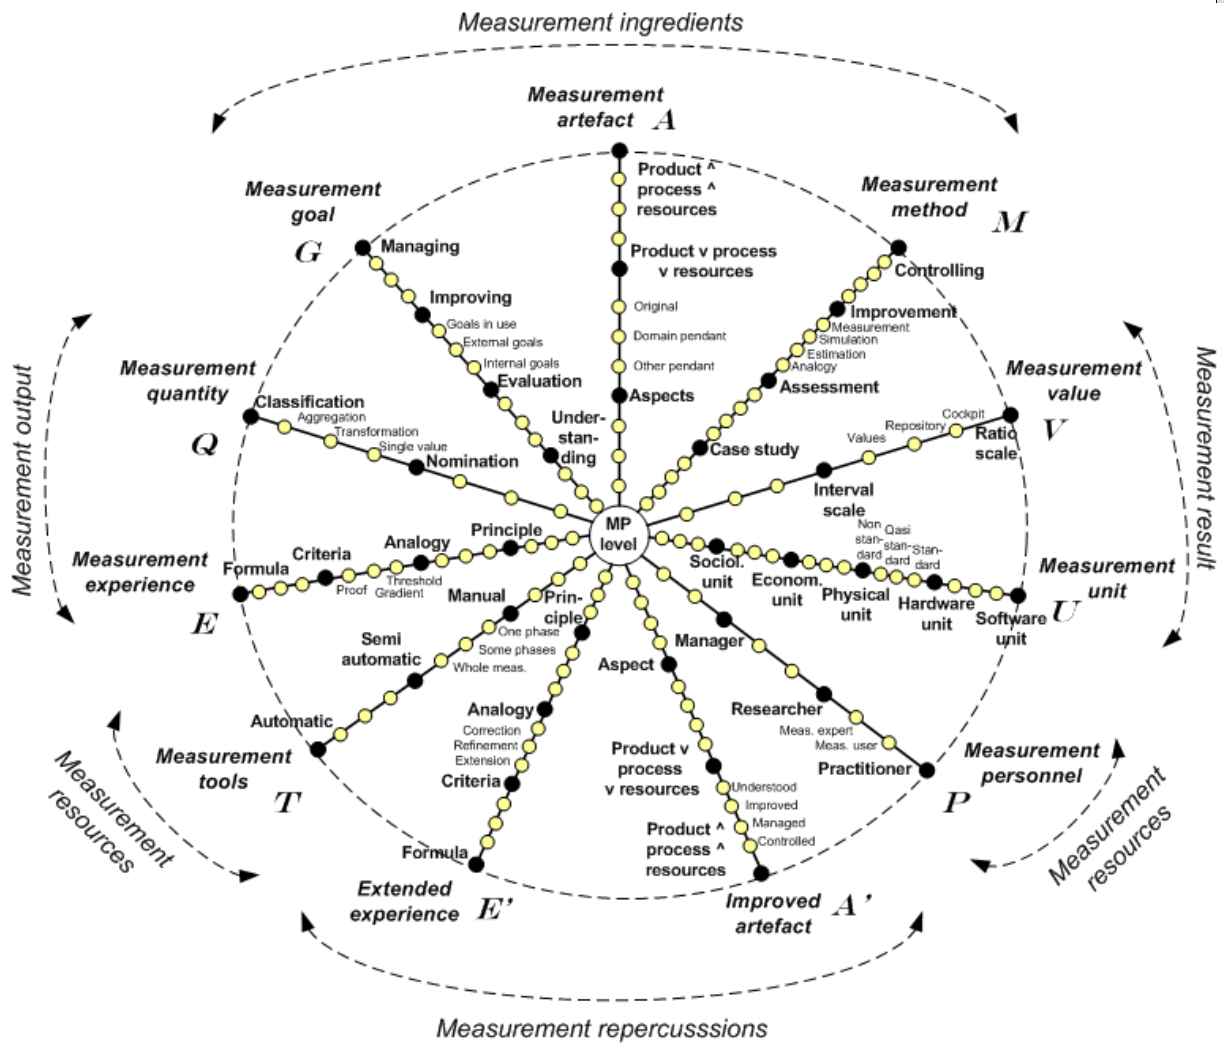 Measurement ingredients
Measurement
artefact A
Product ^
process ^
resources
Product v process
v resources
Original
Domain pendant
Other pendant
Aspects
Measurement
method M
Controlling
Improvement
Measurement
Simulation
Estimation
Analogy
Assessment
Case study
Measurement
value V
Cockpit
Repository
Values
Ratio
scale
Interval
scale
Measurement result
Measurement
unit U
Non
stan-
dard
Qasi
stan-
dard
Stan-
dard
Sociol.
unit
Econom.
unit
Physical
unit
Hardware
unit
Software
unit
Measurement
personnel P
Manager
Researcher
Meas. expert
Meas. user
Practitioner
Measurement
resources
Improved
artefact A’
Aspect
Product v
process
v resources
Understood
Improved
Managed
Controlled
Product ^
process ^
resources
Measurement repercusssions
Extended
experience E’
Prin-
ciple
Analogy
Correction
Refinement
Extension
Criteria
Formula
Measurement
tools T
Manual
One phase
Some phases
Whole meas.
Semi
automatic
Automatic
Measurement
resources
Measurement
experience E
Principle
Analogy
Threshold
Gradient
Proof
Criteria
Formula
Measurement output
Measurement
quantity Q
Classification
Aggregation
Transformation
Single value
Nomination
Measurement
goal G
Managing
Improving
Goals in use
External goals
Internal goals
Evaluation
Under-
stan-
ding
MP
level